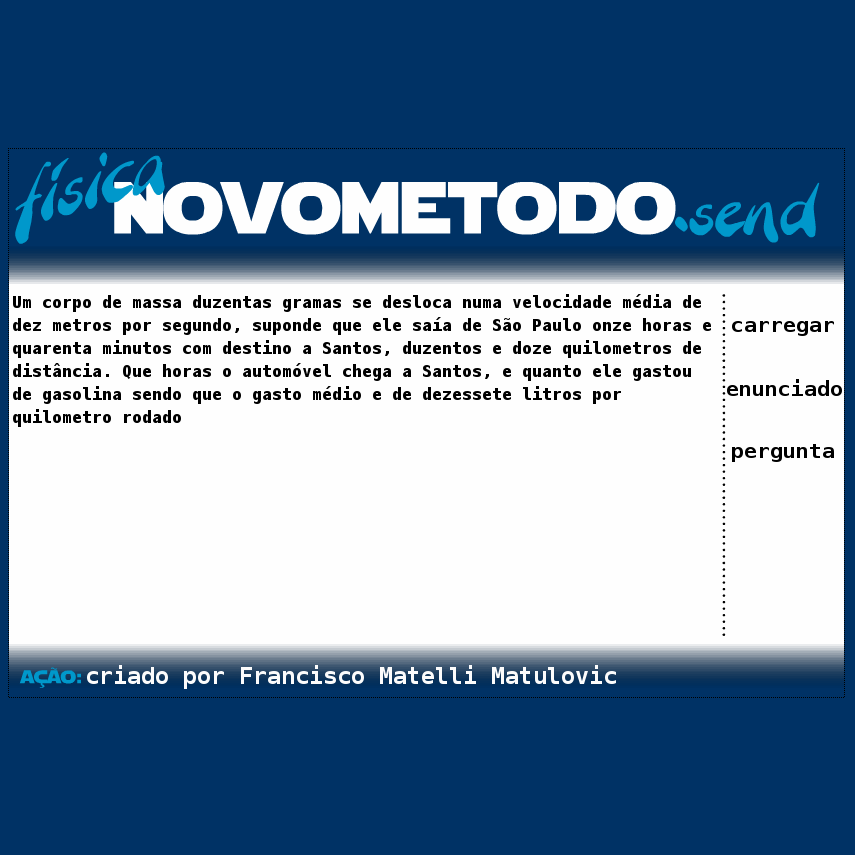 física NOVOMETODO.send
Um corpo de massa duzentas gramas se desloca numa velocidade média de
dez metros por segundo, suponde que ele saía de São Paulo onze horas e
quarenta minutos com destino a Santos, duzentos e doze quilometros de
distância. Que horas o automóvel chega a Santos, e quanto ele gastou
de gasolina sendo que o gasto médio e de dezessete litros por
quilometro rodado
carregar
enunciado
pergunta
AÇÃO: criado por Francisco Matelli Matulovic